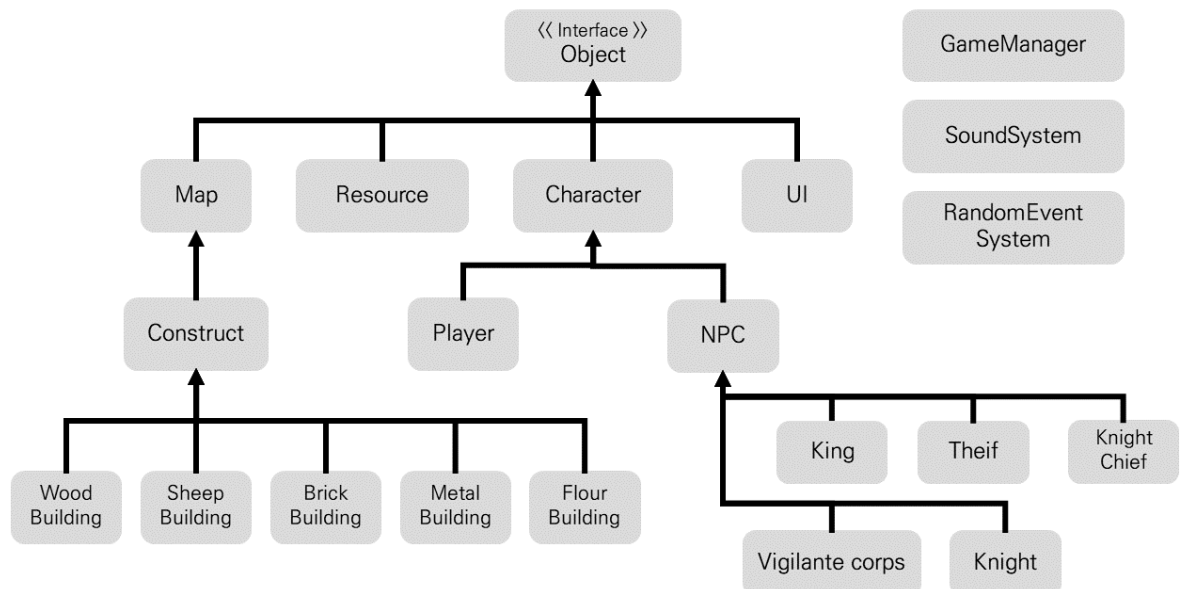 《 Interface 》
Object
GameManager
SoundSystem
RandomEvent
System
Map
Resource
Character
UI
Construct
Player
NPC
King
Theif
Knight
Chief
Wood
Building
Sheep
Building
Brick
Building
Metal
Building
Flour
Building
Vigilante corps
Knight